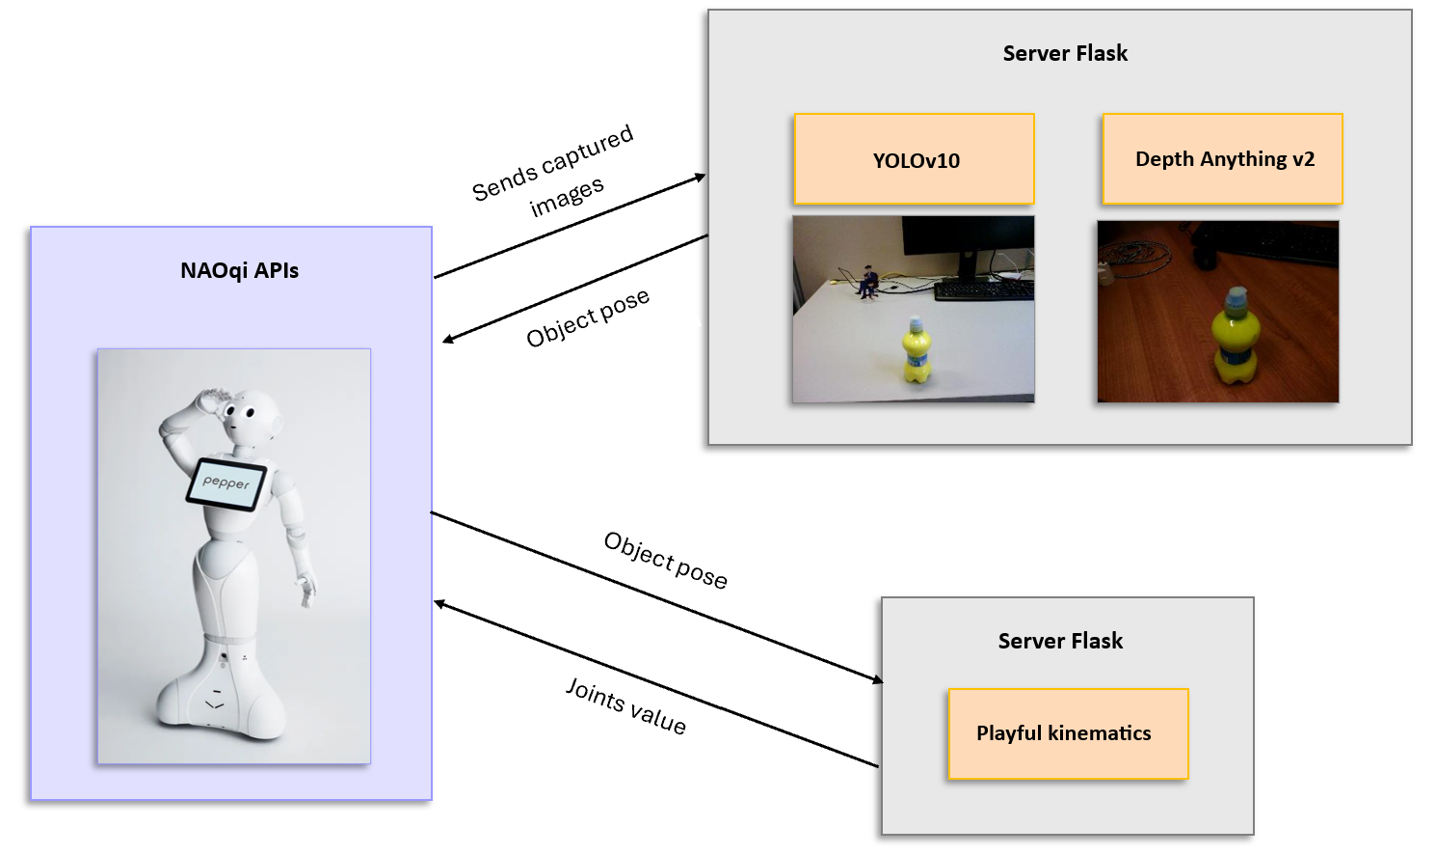 Server Flask
YOLOv10
Depth Anything v2
Sends captured
images
Object pose
NAOqi APIs
pepper
Object pose
Joints value
Server Flask
Playful kinematics